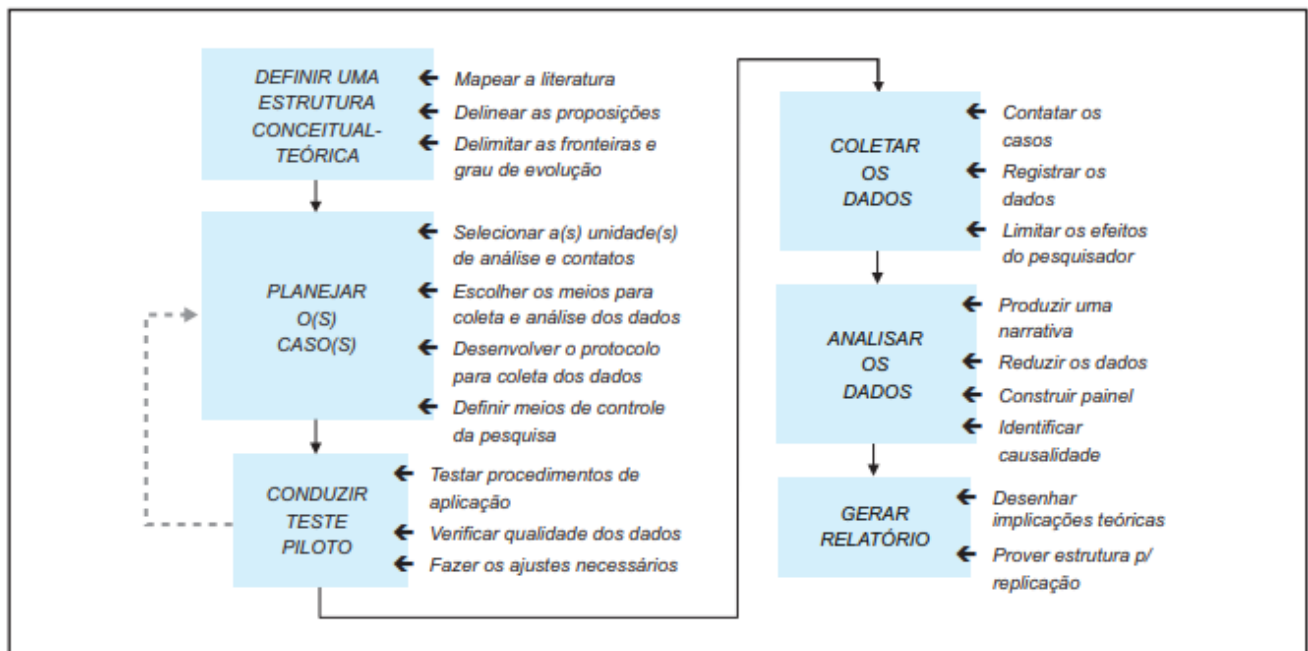 DEFINIR UMA
ESTRUTURA
CONCEITUAL-
TEÓRICA
Mapear a literatura
Delinear as proposições
Delimitar as fronteiras e
grau de evolução
PLANEJAR
O(S)
CASO(S)
Selecionar a(s) unidade(s)
de análise e contatos
Escolher os meios para
coleta e análise dos dados
Desenvolver o protocolo
para coleta dos dados
Definir meios de controle
da pesquisa
CONDUZIR
TESTE
PILOTO
Testar procedimentos de
aplicação
Verificar qualidade dos dados
Fazer os ajustes necessários
COLETAR
OS
DADOS
Contatar os
casos
Registrar os
dados
Limitar os efeitos
do pesquisador
ANALISAR
OS
DADOS
Produzir uma
narrativa
Reduzir os dados
Construir painel
Identificar
causalidade
GERAR
RELATÓRIO
Desenhar
implicações teóricas
Prover estrutura p/
replicação